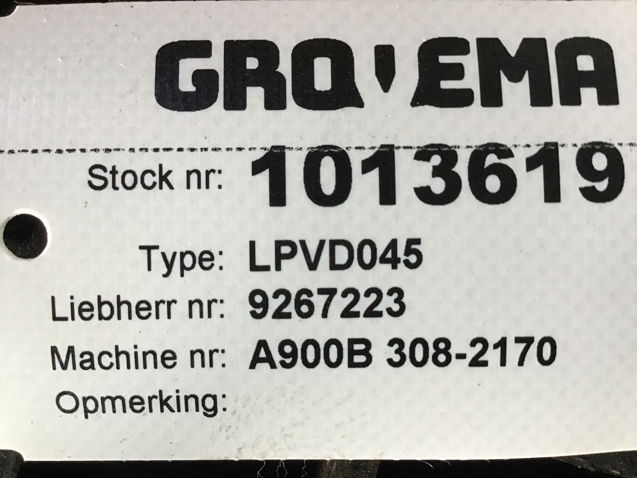 GRO'EMA
Stock nr: 1013619
Type: LPVD045
Liebherr nr: 9267223
Machine nr: A900B 308-2170
Opmerking: